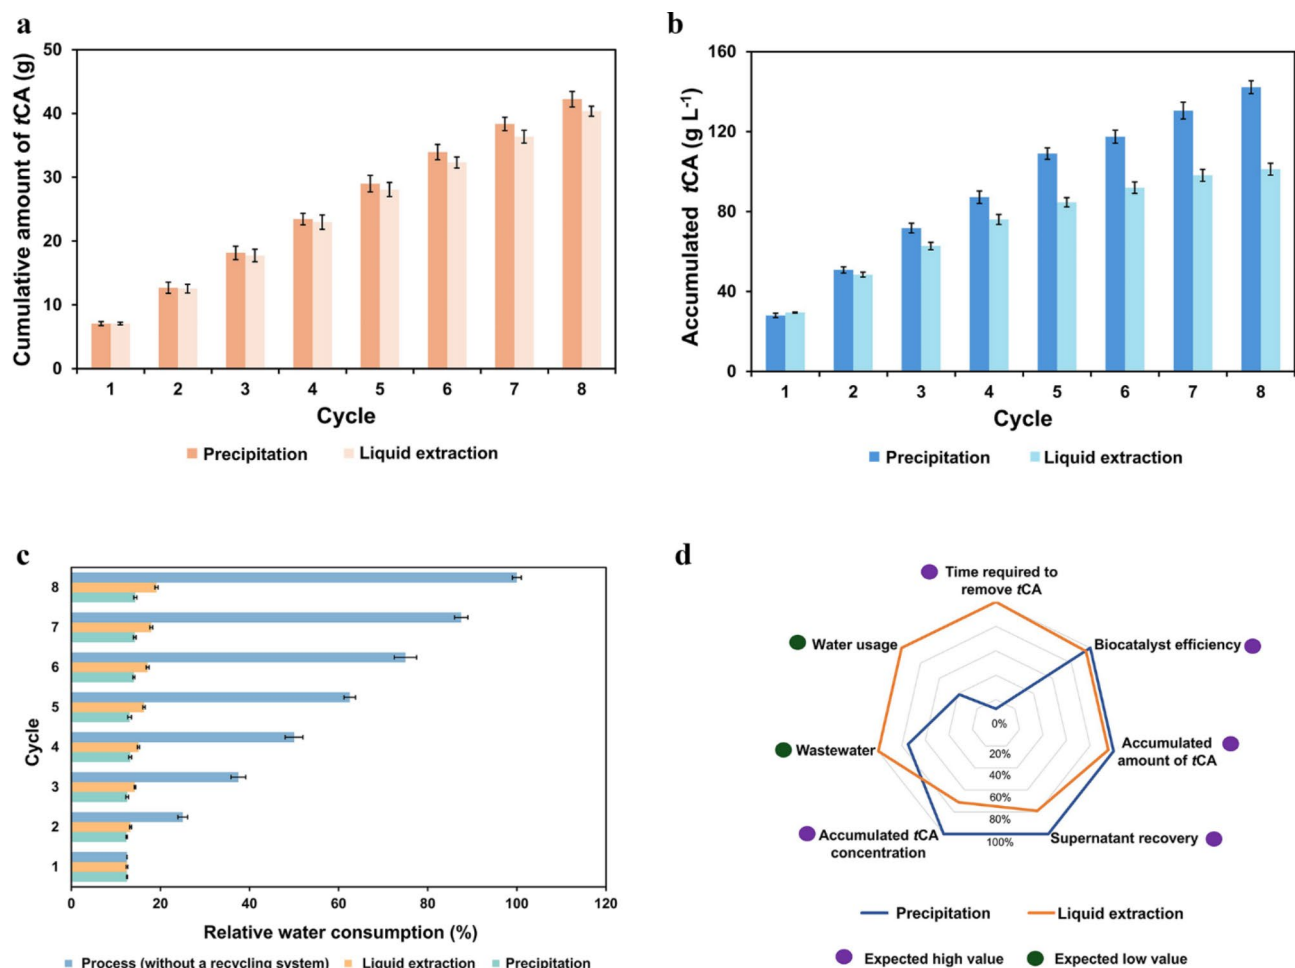 a
Cumulative amount of tCA (g)
50
40
30
20
10
0
1 2 3 4 5 6 7 8
Cycle
Precipitation Liquid extraction
b
Accumulated tCA (g L-1)
160
120
80
40
0
1 2 3 4 5 6 7 8
Cycle
Precipitation Liquid extraction
c
Cycle
8
7
6
5
4
3
2
1
0 20 40 60 80 100 120
Relative water consumption (%)
Process (without a recycling system) Liquid extraction Precipitation
d
Time required to
remove tCA
Water usage
Biocatalyst efficiency
Wastewater
Accumulated
amount of tCA
Accumulated tCA
concentration
Supernatant recovery
0%
20%
40%
60%
80%
100%
Precipitation Liquid extraction
Expected high value Expected low value